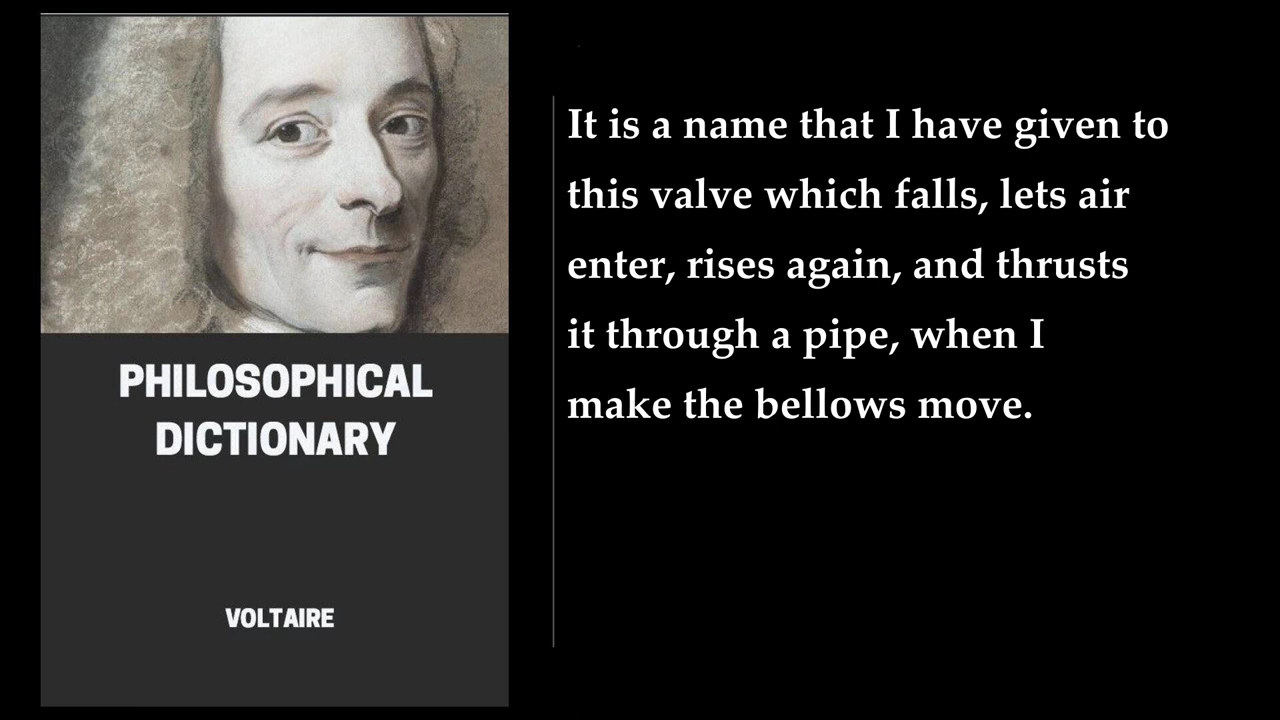 PHILOSOPHICAL
DICTIONARY
VOLTAIRE
It is a name that I have given to
this valve which falls, lets air
enter, rises again, and thrusts
it through a pipe, when I
make the bellows move.